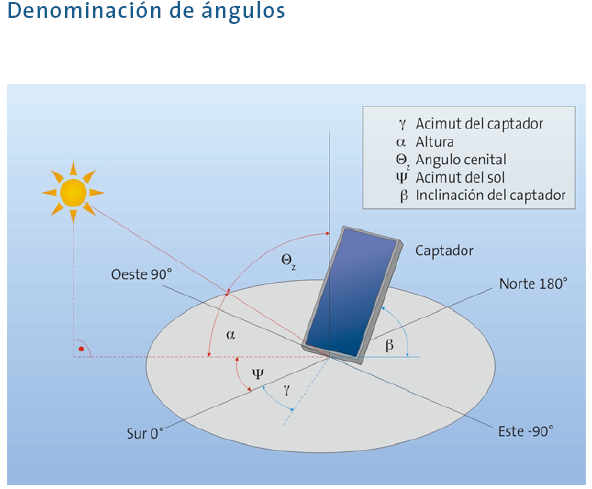 Denominación de ángulos
γ Acimut del captador
α Altura
Θz Angulo cenital
Ψ Acimut del sol
β Inclinación del captador
Θz
Captador
Oeste 90°
Norte 180°
α
β
Ψ
γ
Sur 0°
Este -90°